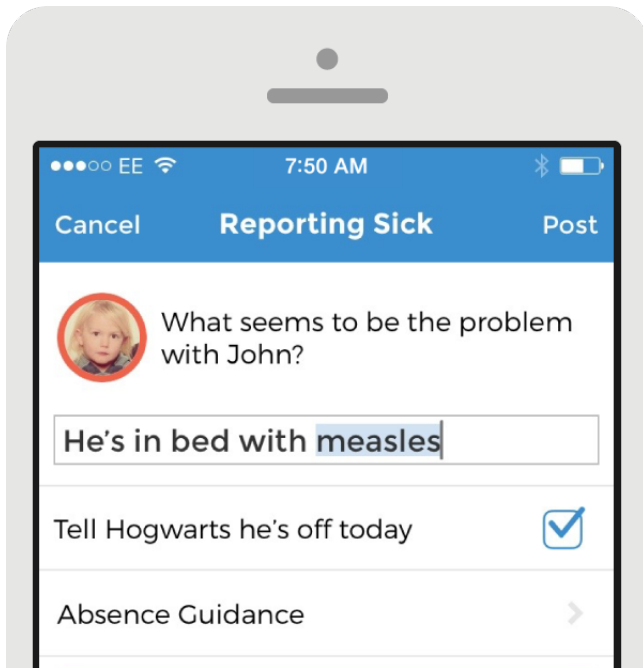 EE 7:50 AM
Cancel Reporting Sick Post
What seems to be the problem
with John?
He's in bed with measles
Tell Hogwarts he's off today
Absence Guidance